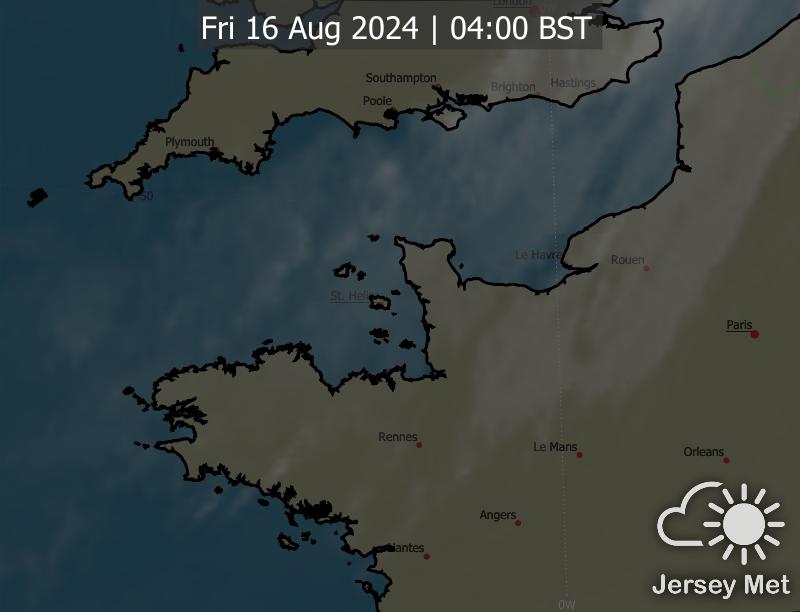 London
Fri 16 Aug 2024 | 04:00 BST
Southampton
Brighton
Hastings
Poole
Plymouth
50
Le Havre
Rouen
St. Helier
Paris
Rennes
Le Mans
Orleans
Angers
Nantes
Jersey Met
0W